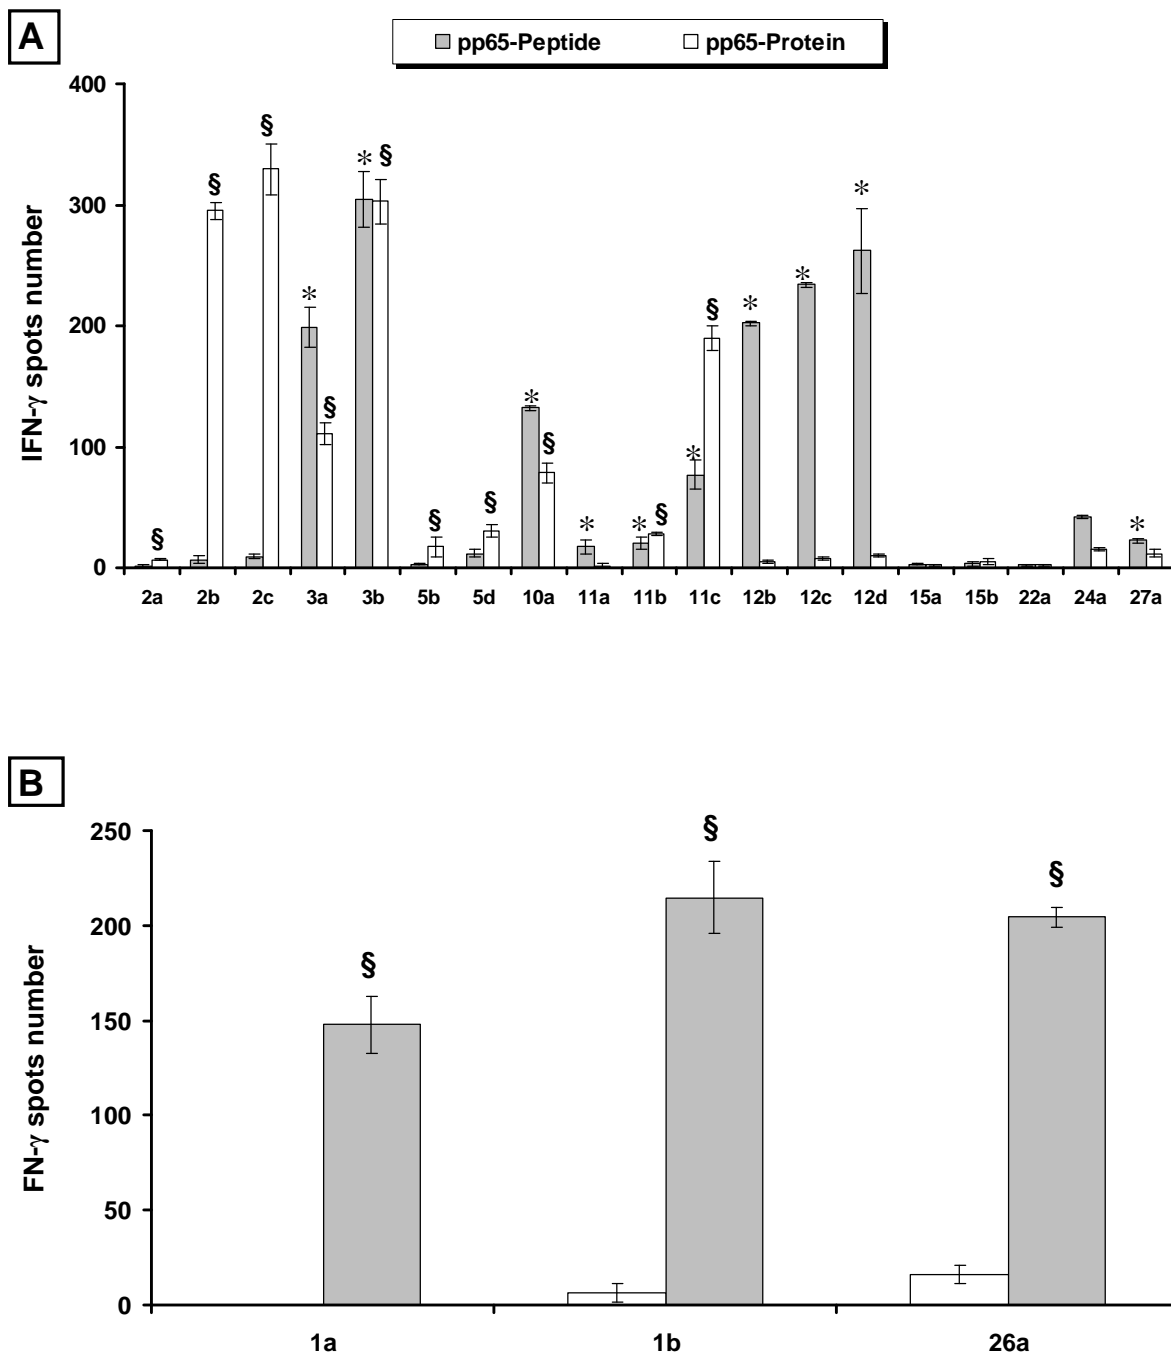 A
pp65-Peptide pp65-Protein
400
§
§ * § *
300
§
*
IFN-γ spots number
* § *
200
*
§
*
100
§ *
§
§ § * * § *
0
2a 2b 2c 3a 3b 5b 5d 10a 11a 11b 11c 12b 12c 12d 15a 15b 22a 24a 27a
B
250
§
§
200
§
150
FN-γ spots number
100
50
0
1a 1b 26a